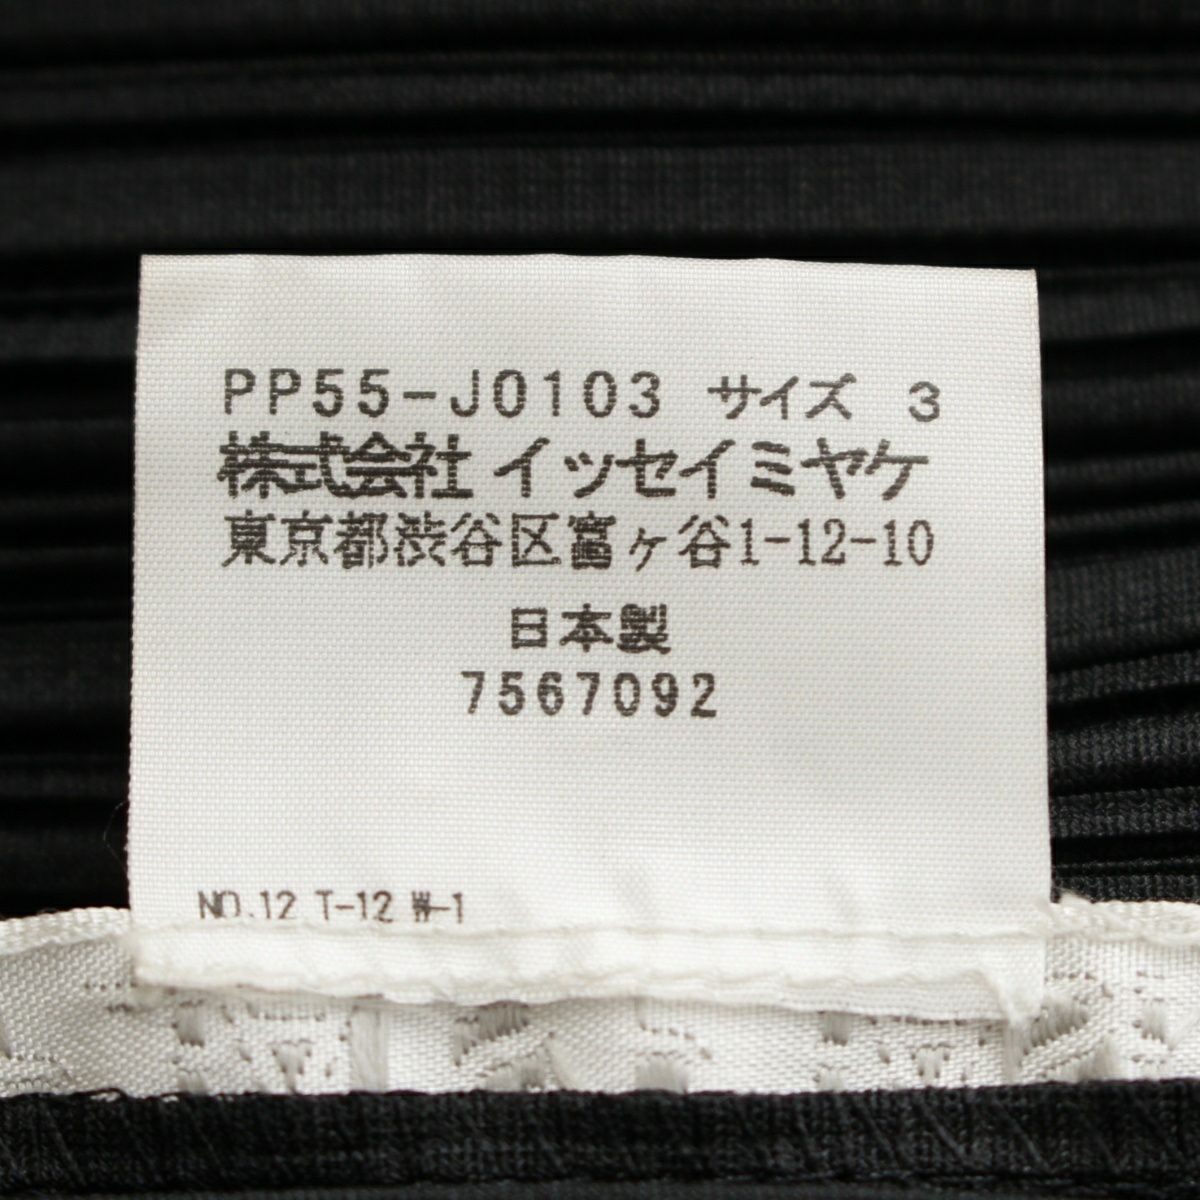 PP55-J0103 サイズ 3
株式会社 イッセイミヤケ
東京都渋谷区富ヶ谷1-12-10
日本製
7567092
NO.12 T-12 W-1